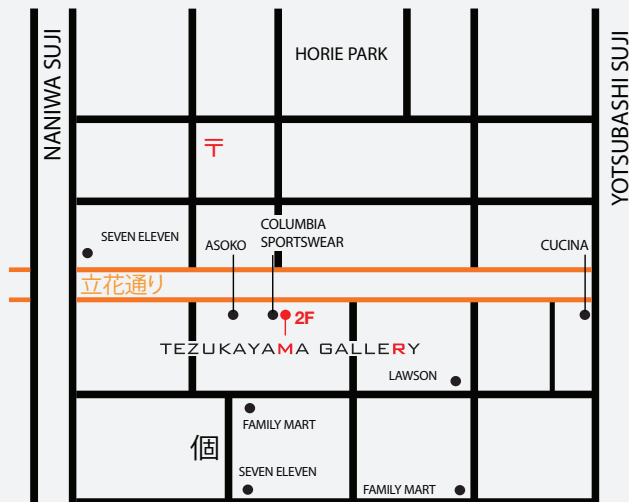 NANIWA SUJI
HORIE PARK
YOTSUBASHI SUJI
〒
SEVEN ELEVEN
ASOKO
COLUMBIA
SPORTSWEAR
CUCINA
立花通り
2F
TEZUKAYAMA GALLERY
LAWSON
FAMILY MART
個
SEVEN ELEVEN
FAMILY MART